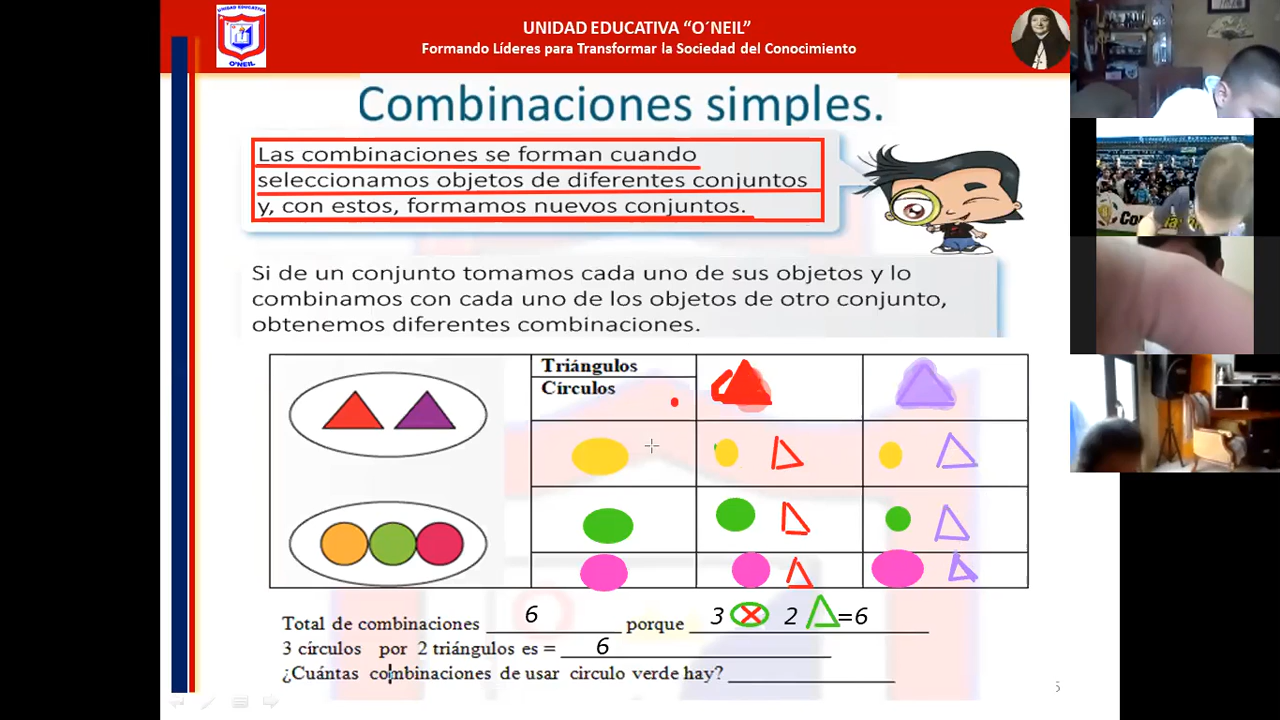 UNIDAD EDUCATIVA
O´NEIL
UNIDAD EDUCATIVA “O´NEIL”
Formando Líderes para Transformar la Sociedad del Conocimiento
Combinaciones simples.
Las combinaciones se forman cuando
seleccionamos objetos de diferentes conjuntos
y, con estos, formamos nuevos conjuntos.
Si de un conjunto tomamos cada uno de sus objetos y lo
combinamos con cada uno de los objetos de otro conjunto,
obtenemos diferentes combinaciones.
Triángulos
Círculos
Total de combinaciones 6 porque 3 2 =6
3 círculos por 2 triángulos es = 6
¿Cuántas combinaciones de usar circulo verde hay?